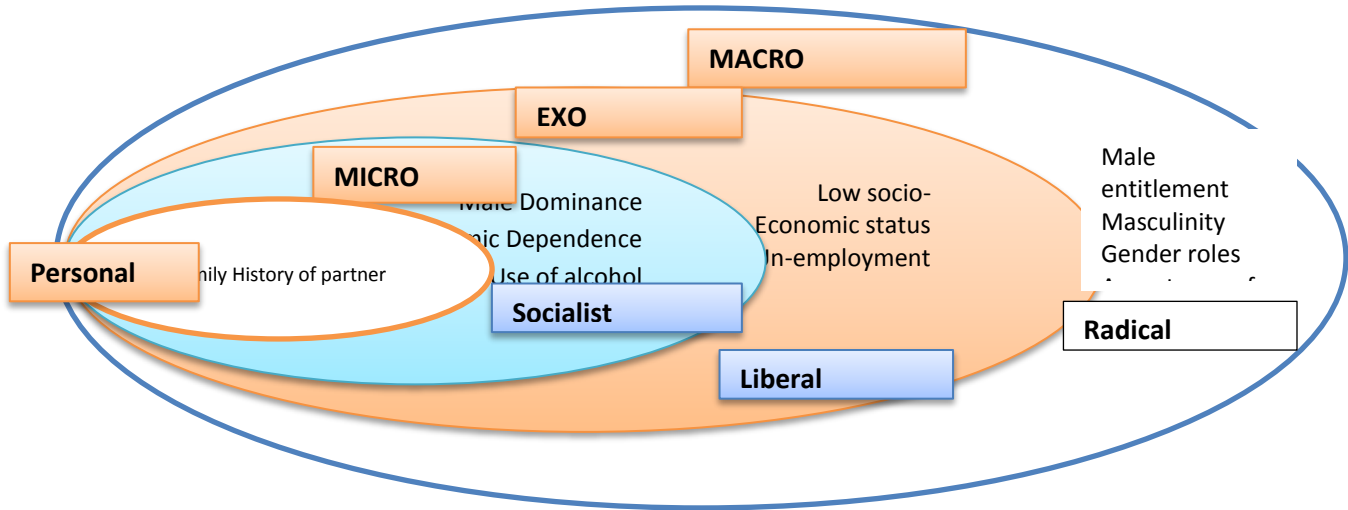 MACRO
EXO
MICRO
Male Dominance
Dependence
Use of alcohol
Personal
History of partner
Socialist
Low socio-
Economic status
Un-employment
Liberal
Male
entitlement
Masculinity
Gender roles
Radical